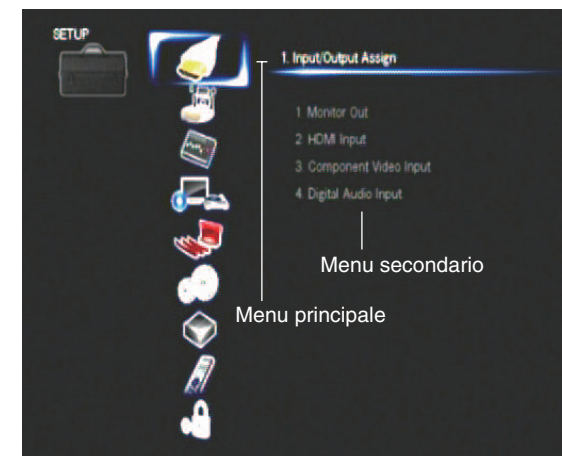 SETUP
1. Input/Output Assign
1 Monitor Out
2 HDMI Input
3 Component Video Input
4 Digital Audio Input
Menu secondario
Menu principale